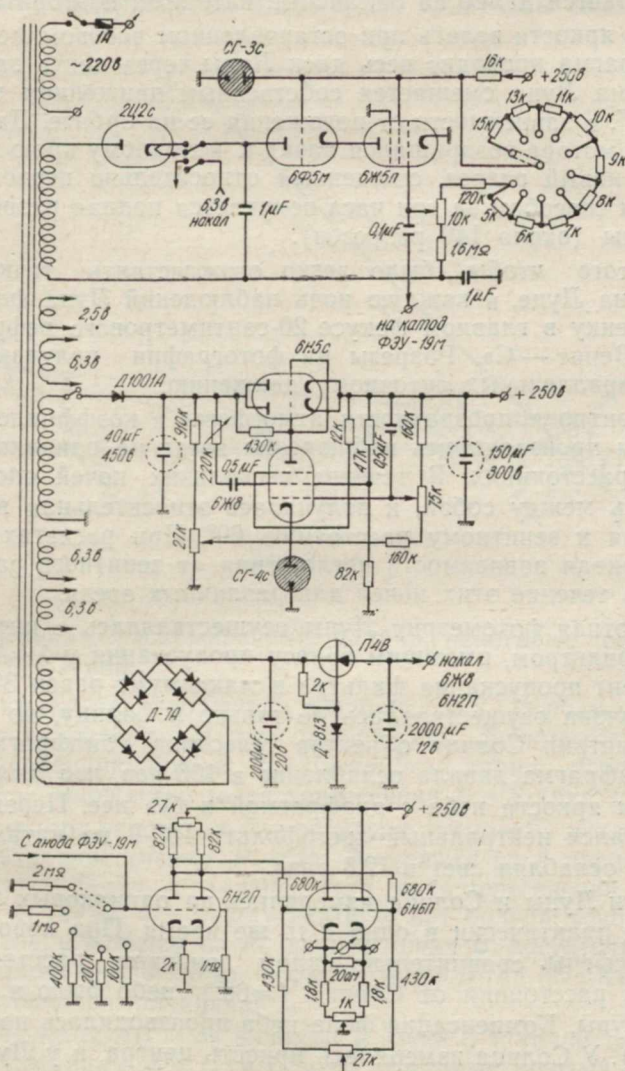 1А
~220в
СГ-3с
16к
+250в
2Ц2с
6Ф5м
6Ж5п
15к
13к
11к
10к
9к
8к
7к
6к
5к
120к
6,3в
накал
1μF
0,1μF
10к
1,6мΩ
1μF
на катод
ФЭУ-19м
2,5в
6,3в
6Н5с
Д1001А
+250в
40μF
450в
910к
220к
430к
0,5μF
6Ж8
12к
47к
0,5μF
160к
75к
150μF
300в
27к
160к
СГ-4с
82к
6,3в
6,3в
П4В
накал
6Ж8
6Н2П
Д-7А
2к
Д-813
2000μF
20в
2000μF
12в
С анода ФЭУ-19м
27к
82к
82к
+250в
2мΩ
1мΩ
6Н2П
680к
680к
6Н6П
400к
200к
100к
2к
1мΩ
430к
20ом
1,8к
1к
1,8к
430к
27к